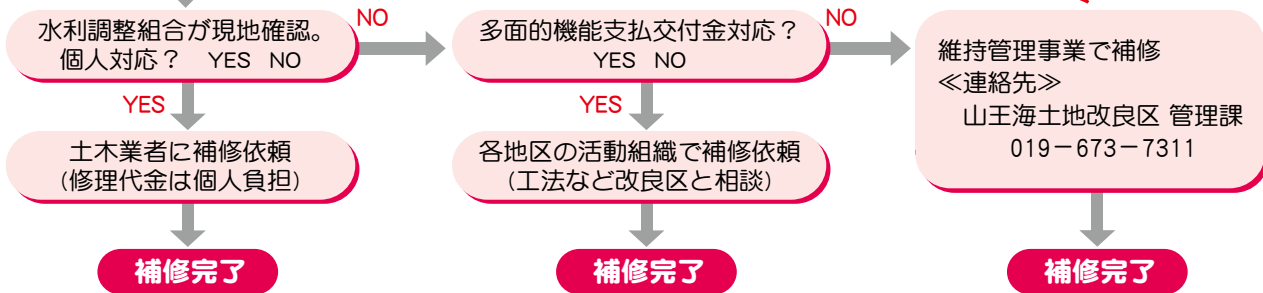 水利調整組合が現地確認。
個人対応？ YES NO
NO
YES
土木業者に補修依頼
(修理代金は個人負担)
補修完了
多面的機能支払交付金対応？
YES NO
NO
YES
各地区の活動組織で補修依頼
(工法など改良区と相談)
補修完了
維持管理事業で補修
≪連絡先≫
山王海土地改良区 管理課
019－673－7311
補修完了